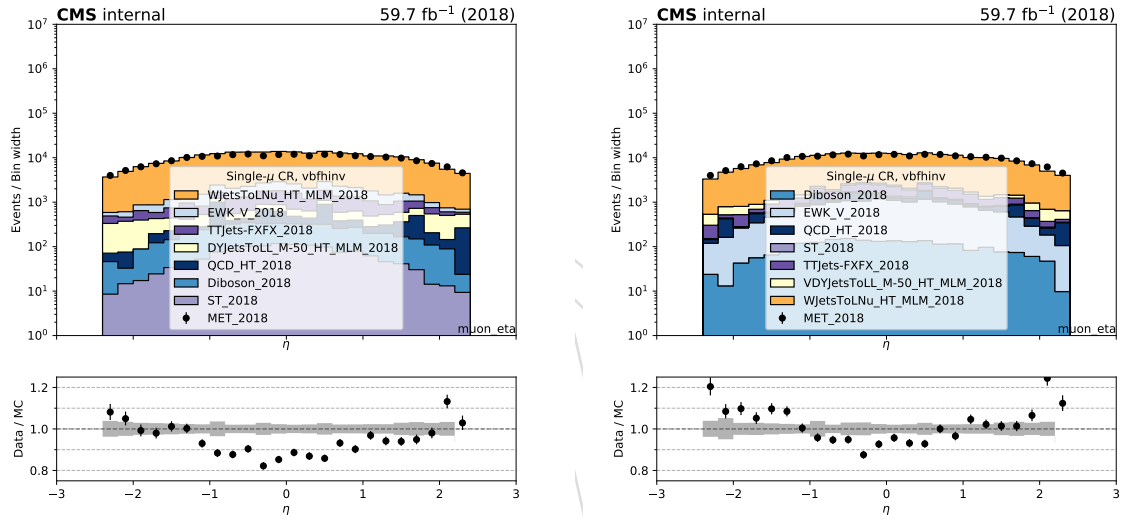 CMS internal 59.7 fb⁻¹ (2018)
Events / Bin width
10⁷
10⁶
10⁵
10⁴
10³
10²
10¹
10⁰
Single-μ CR, vbfhinv
WJetsToLNu_HT_MLM_2018
EWK_V_2018
TTJets-FXFX_2018
DYJetsToLL_M-50_HT_MLM_2018
QCD_HT_2018
Diboson_2018
ST_2018
MET_2018
muon_eta
η
Data / MC
1.2
1.0
0.8
−3 −2 −1 0 1 2 3
η
CMS internal 59.7 fb⁻¹ (2018)
Events / Bin width
10⁷
10⁶
10⁵
10⁴
10³
10²
10¹
10⁰
Single-μ CR, vbfhinv
Diboson_2018
EWK_V_2018
QCD_HT_2018
ST_2018
TTJets-FXFX_2018
VDYJetsToLL_M-50_HT_MLM_2018
WJetsToLNu_HT_MLM_2018
MET_2018
muon_eta
η
Data / MC
1.2
1.0
0.8
−3 −2 −1 0 1 2 3
η